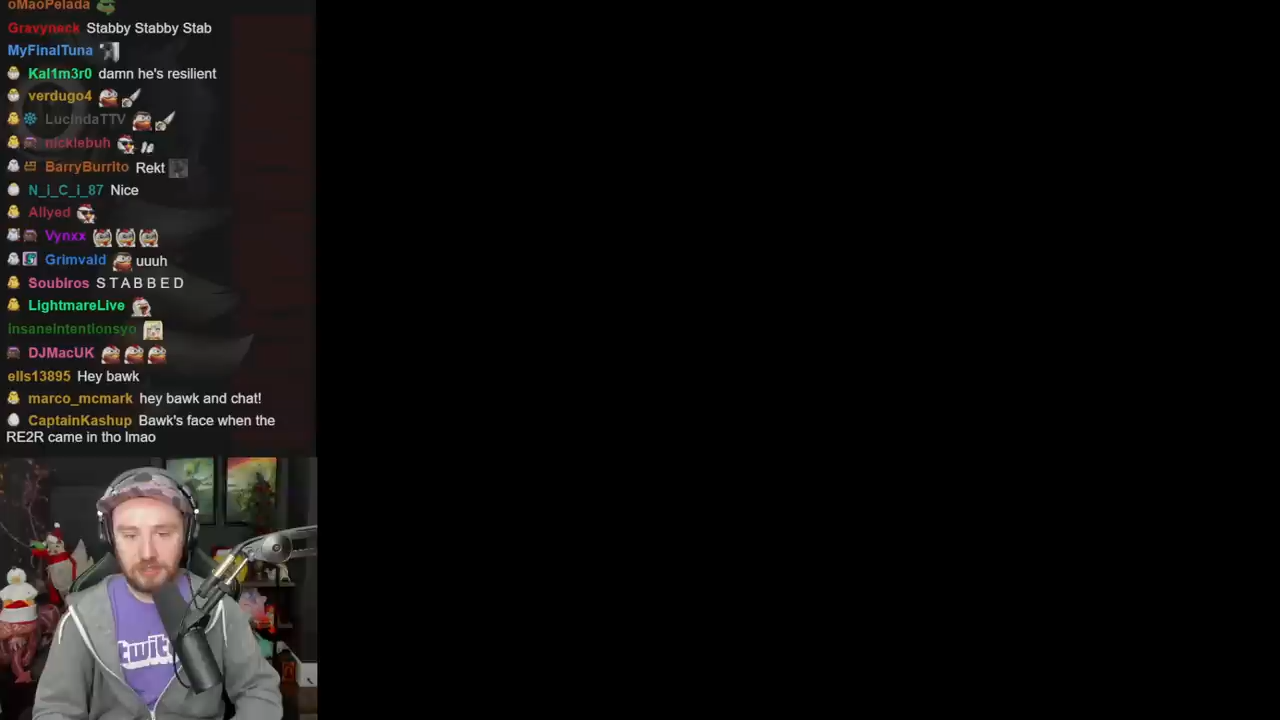 oMaoPelada
Gravyneck Stabby Stabby Stab
MyFinalTuna
Kal1m3r0 damn he's resilient
verdugo4
LucindaTTV
nicklebuh
BarryBurrito Rekt
N_i_C_i_87 Nice
Allyed
Vynxx
Grimvald uuuh
Soubiros S T A B B E D
LightmareLive
insaneintentionsyo
DJMacUK
ells13895 Hey bawk
marco_mcmark hey bawk and chat!
CaptainKashup Bawk's face when the
RE2R came in tho lmao
twitc